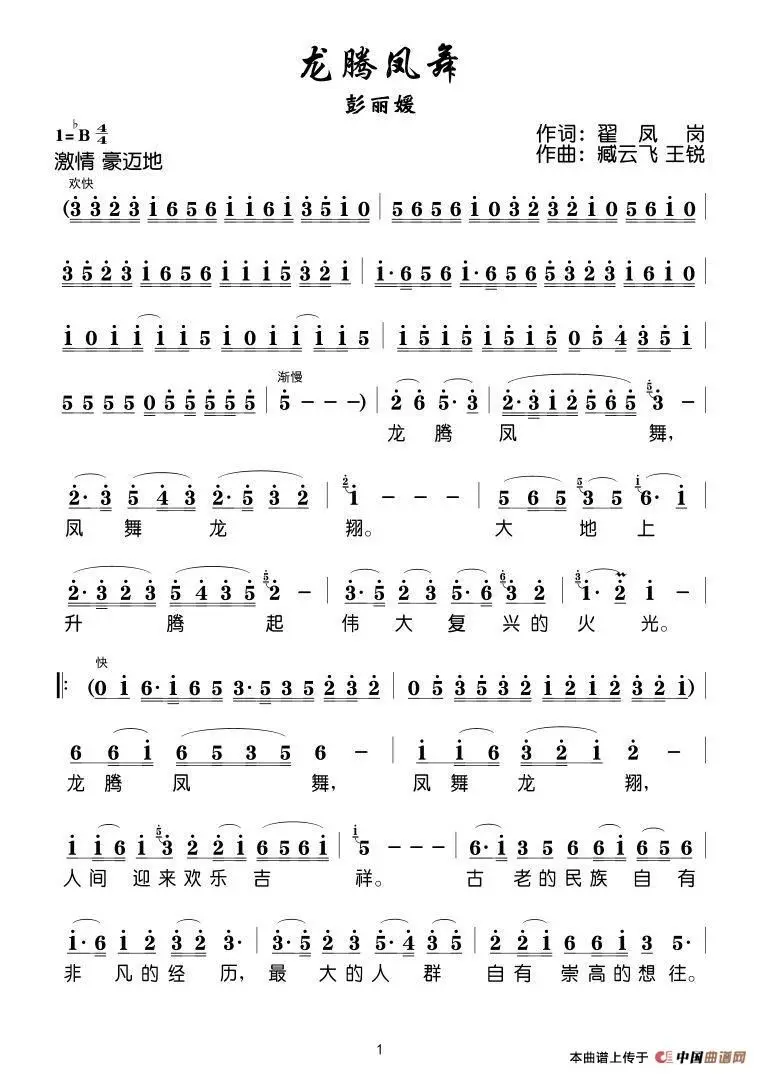 龙腾凤舞
彭丽媛
1=♭B 4/4
作词：翟 凤 岗
激情 豪迈地
作曲：臧云飞 王锐
欢快
(3 3 2 3 1 6 5 6 1 1 6 1 3 5 1 0 | 5 6 5 6 1 0 3 2 3 2 1 0 5 6 1 0 |
3 5 2 3 1 6 5 6 1 1 1 5 3 2 1 | 1· 6 5 6 1· 6 5 6 5 3 2 3 1 6 1 0 |
1 0 1 1 1 1 5 1 0 1 1 1 1 5 | 1 5 1 5 1 5 1 5 0 5 4 3 5 1 |
渐慢
5 5 5 5 0 5 5 5 5 5 | 5 – – –) | 2 6 5· 3 | 2· 3 1 2 5 6 5 5 3 – |
龙 腾 凤 舞,
2· 3 5 4 3 2· 5 3 2 | 2 1 – – – | 5 6 5 5 3 5 1 6· 1 |
凤 舞 龙 翔。 大 地 上
2· 3 2 3 5 4 3 5 5 2 – | 3· 5 2 3 5· 6 6 3 2 | 3 1· 2 1 – |
升 腾 起 伟 大 复 兴 的 火 光。
快
‖: (0 1 6· 1 6 5 3· 5 3 5 2 3 2 | 0 5 3 5 3 2 1 2 1 2 3 2 1) |
6 6 1 6 5 3 5 6 – | 1 1 6 3 2 1 2 – |
龙 腾 凤 舞, 凤 舞 龙 翔,
1 1 6 1 5 3 2 2 1 6 5 6 1 | 1 5 – – – | 6· 1 3 5 6 6 1 6 5 |
人 间 迎 来 欢 乐 吉 祥。 古 老 的 民 族 自 有
1· 6 1 2 3 2 3· | 3· 5 2 3 5· 4 3 5 | 2 2 1 6 6 1 3 5· |
非 凡 的 经 历, 最 大 的 人 群 自 有 崇 高 的 想 往。
1
本曲谱上传于 中国曲谱网